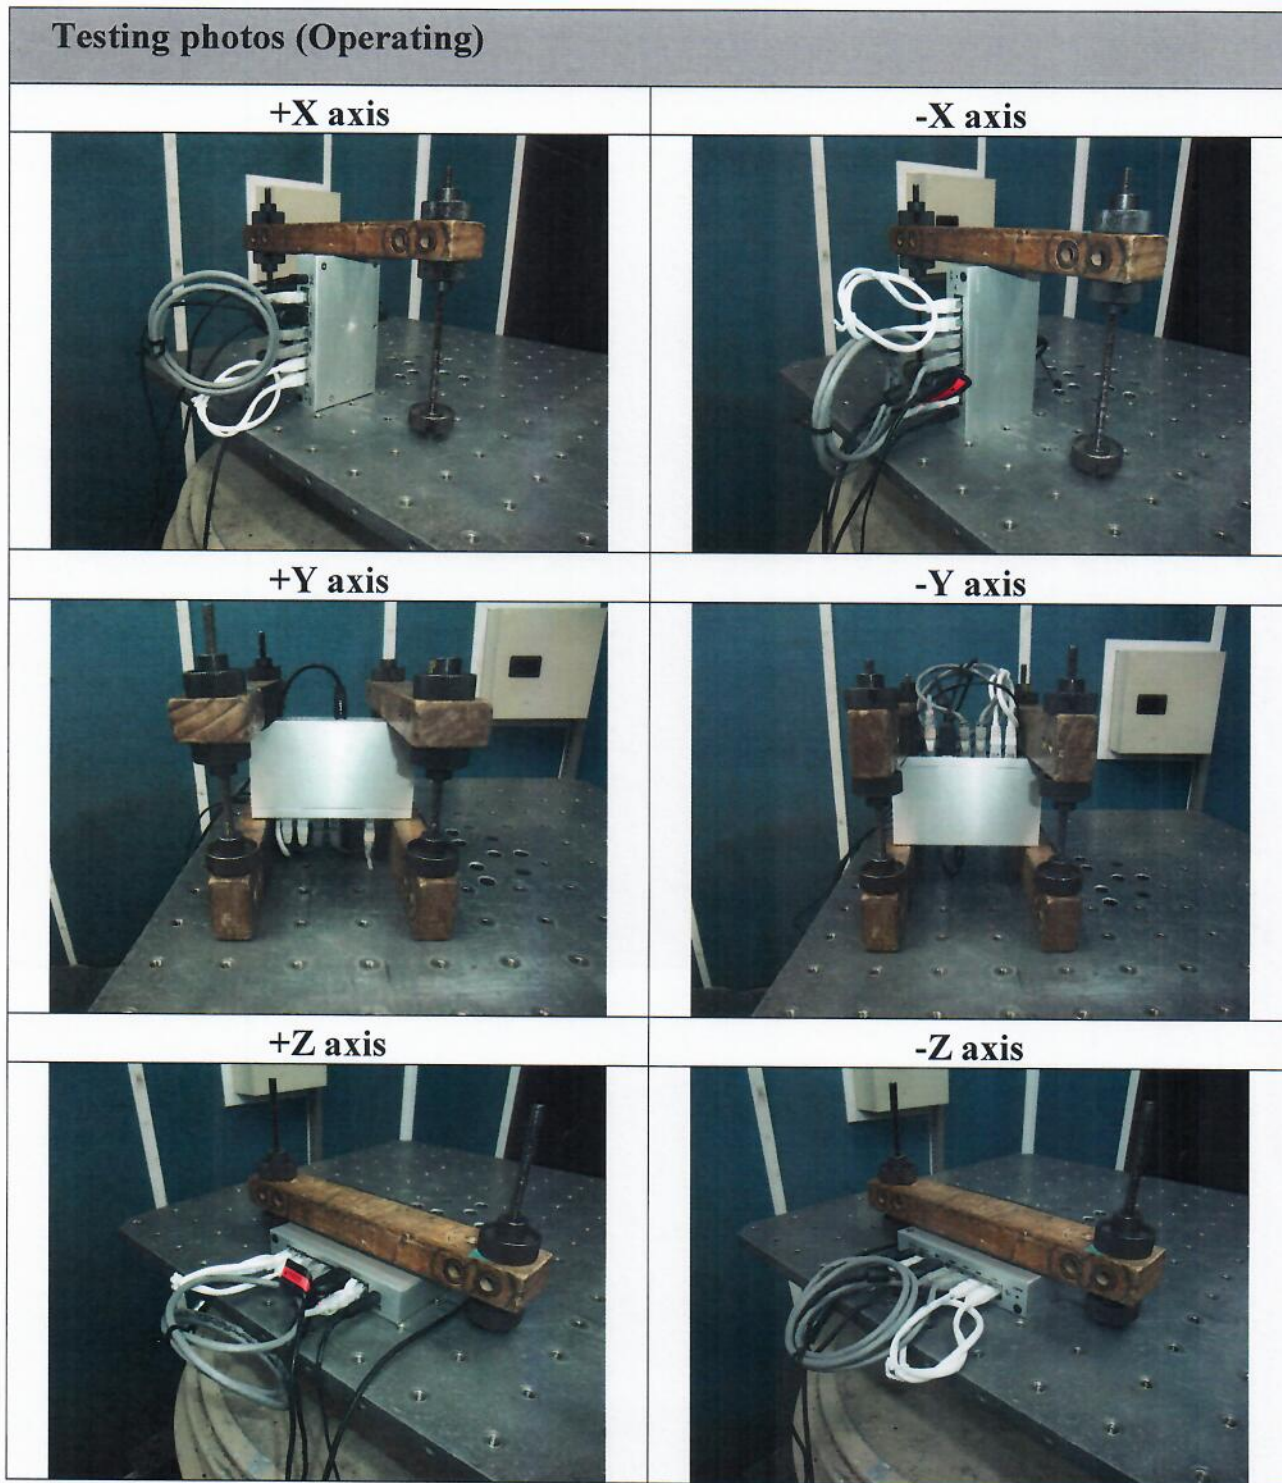 Testing photos (Operating)
+X axis
-X axis
+Y axis
-Y axis
+Z axis
-Z axis